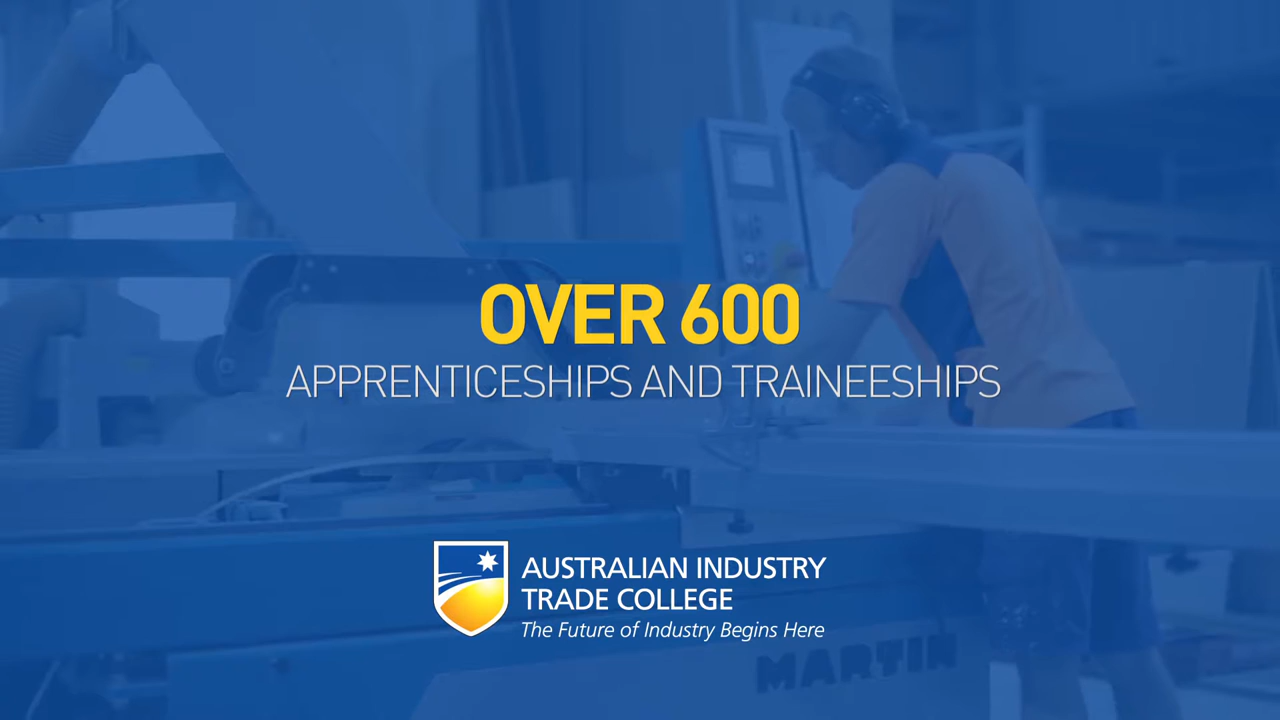 OVER 600
APPRENTICESHIPS AND TRAINEESHIPS
AUSTRALIAN INDUSTRY
TRADE COLLEGE
The Future of Industry Begins Here
MARTIN